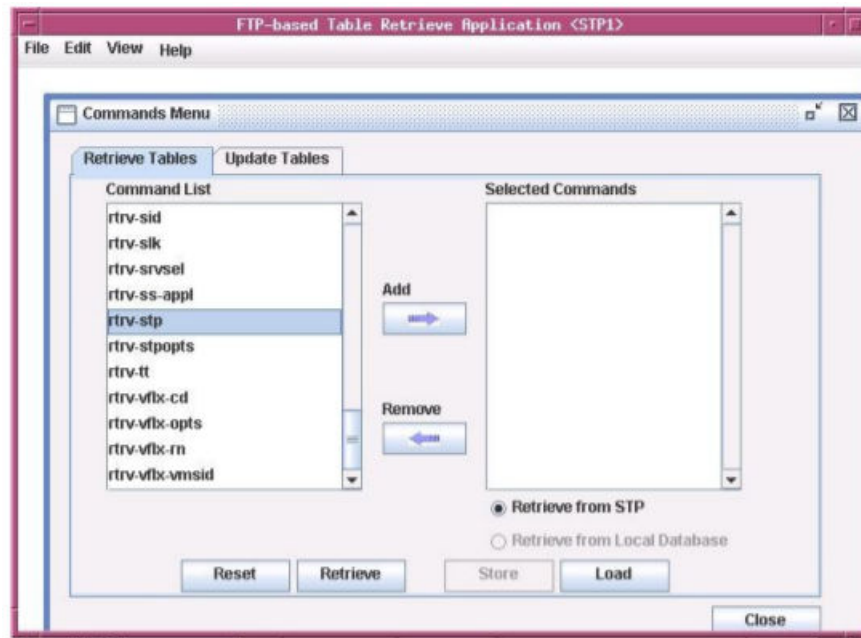 FTP-based Table Retrieve Application <STP1>
File Edit View Help
Commands Menu
Retrieve Tables Update Tables
Command List Selected Commands
rtrv-sid
rtrv-slk
rtrv-srvsel
rtrv-ss-appl
rtrv-stp
rtrv-stpopts
rtrv-tt
rtrv-vflx-cd
rtrv-vflx-opts
rtrv-vflx-rn
rtrv-vflx-vmsid
Add
Remove
Retrieve from STP
Retrieve from Local Database
Reset Retrieve Store Load
Close